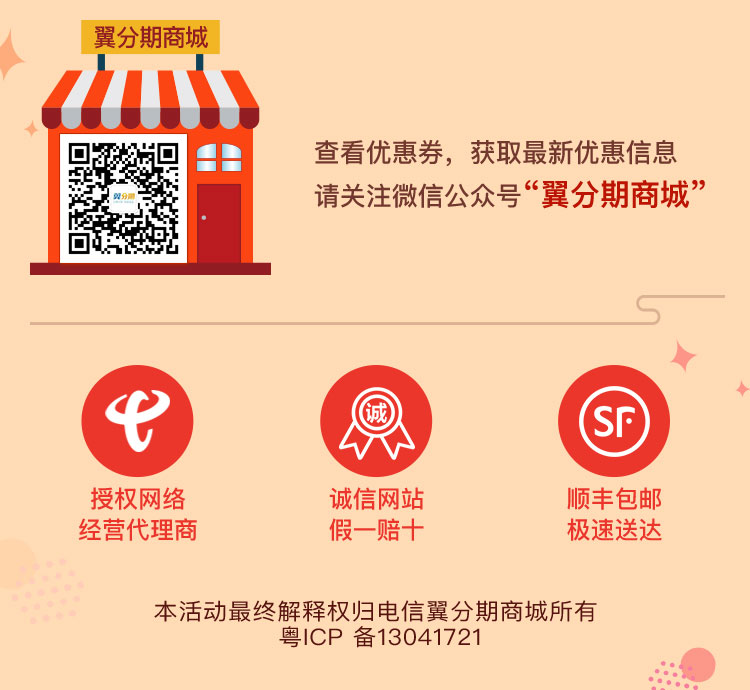 翼分期商城
翼分期
查看优惠券，获取最新优惠信息
请关注微信公众号“翼分期商城”
诚
SF
授权网络
经营代理商
诚信网站
假一赔十
顺丰包邮
极速送达
本活动最终解释权归电信翼分期商城所有
粤ICP 备13041721